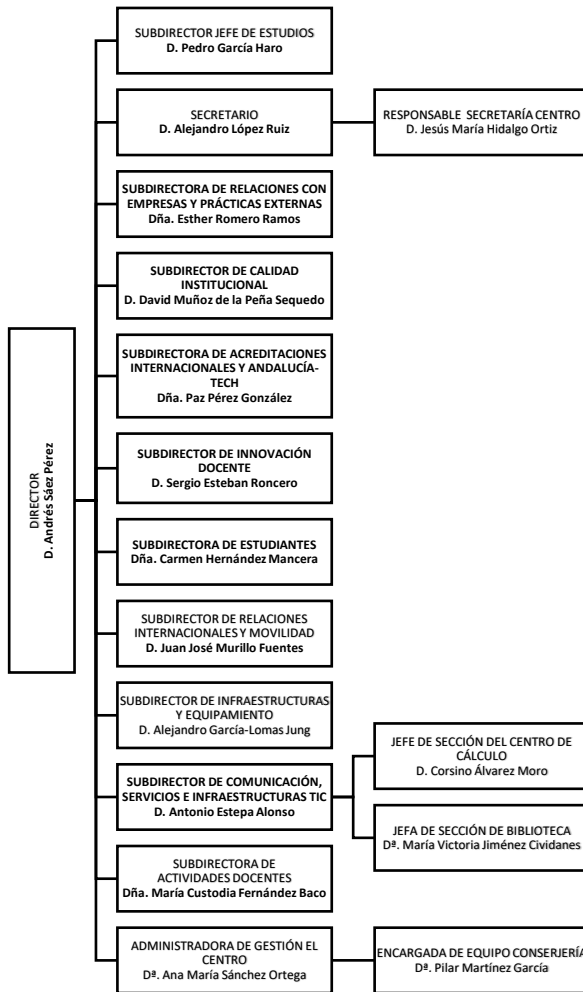 DIRECTOR
D. Andrés Sáez Pérez
SUBDIRECTOR JEFE DE ESTUDIOS
D. Pedro García Haro
SECRETARIO
D. Alejandro López Ruiz
RESPONSABLE SECRETARÍA CENTRO
D. Jesús María Hidalgo Ortiz
SUBDIRECTORA DE RELACIONES CON
EMPRESAS Y PRÁCTICAS EXTERNAS
Dña. Esther Romero Ramos
SUBDIRECTOR DE CALIDAD
INSTITUCIONAL
D. David Muñoz de la Peña Sequedo
SUBDIRECTORA DE ACREDITACIONES
INTERNACIONALES Y ANDALUCÍA-
TECH
Dña. Paz Pérez González
SUBDIRECTOR DE INNOVACIÓN
DOCENTE
D. Sergio Esteban Roncero
SUBDIRECTORA DE ESTUDIANTES
Dña. Carmen Hernández Mancera
SUBDIRECTOR DE RELACIONES
INTERNACIONALES Y MOVILIDAD
D. Juan José Murillo Fuentes
SUBDIRECTOR DE INFRAESTRUCTURAS
Y EQUIPAMIENTO
D. Alejandro García-Lomas Jung
SUBDIRECTOR DE COMUNICACIÓN,
SERVICIOS E INFRAESTRUCTURAS TIC
D. Antonio Estepa Alonso
JEFE DE SECCIÓN DEL CENTRO DE
CÁLCULO
D. Corsino Álvarez Moro
JEFA DE SECCIÓN DE BIBLIOTECA
Dª. María Victoria Jiménez Cividanes
SUBDIRECTORA DE
ACTIVIDADES DOCENTES
Dña. María Custodia Fernández Baco
ADMINISTRADORA DE GESTIÓN EL
CENTRO
Dª. Ana María Sánchez Ortega
ENCARGADA DE EQUIPO CONSERJERÍA
Dª. Pilar Martínez García